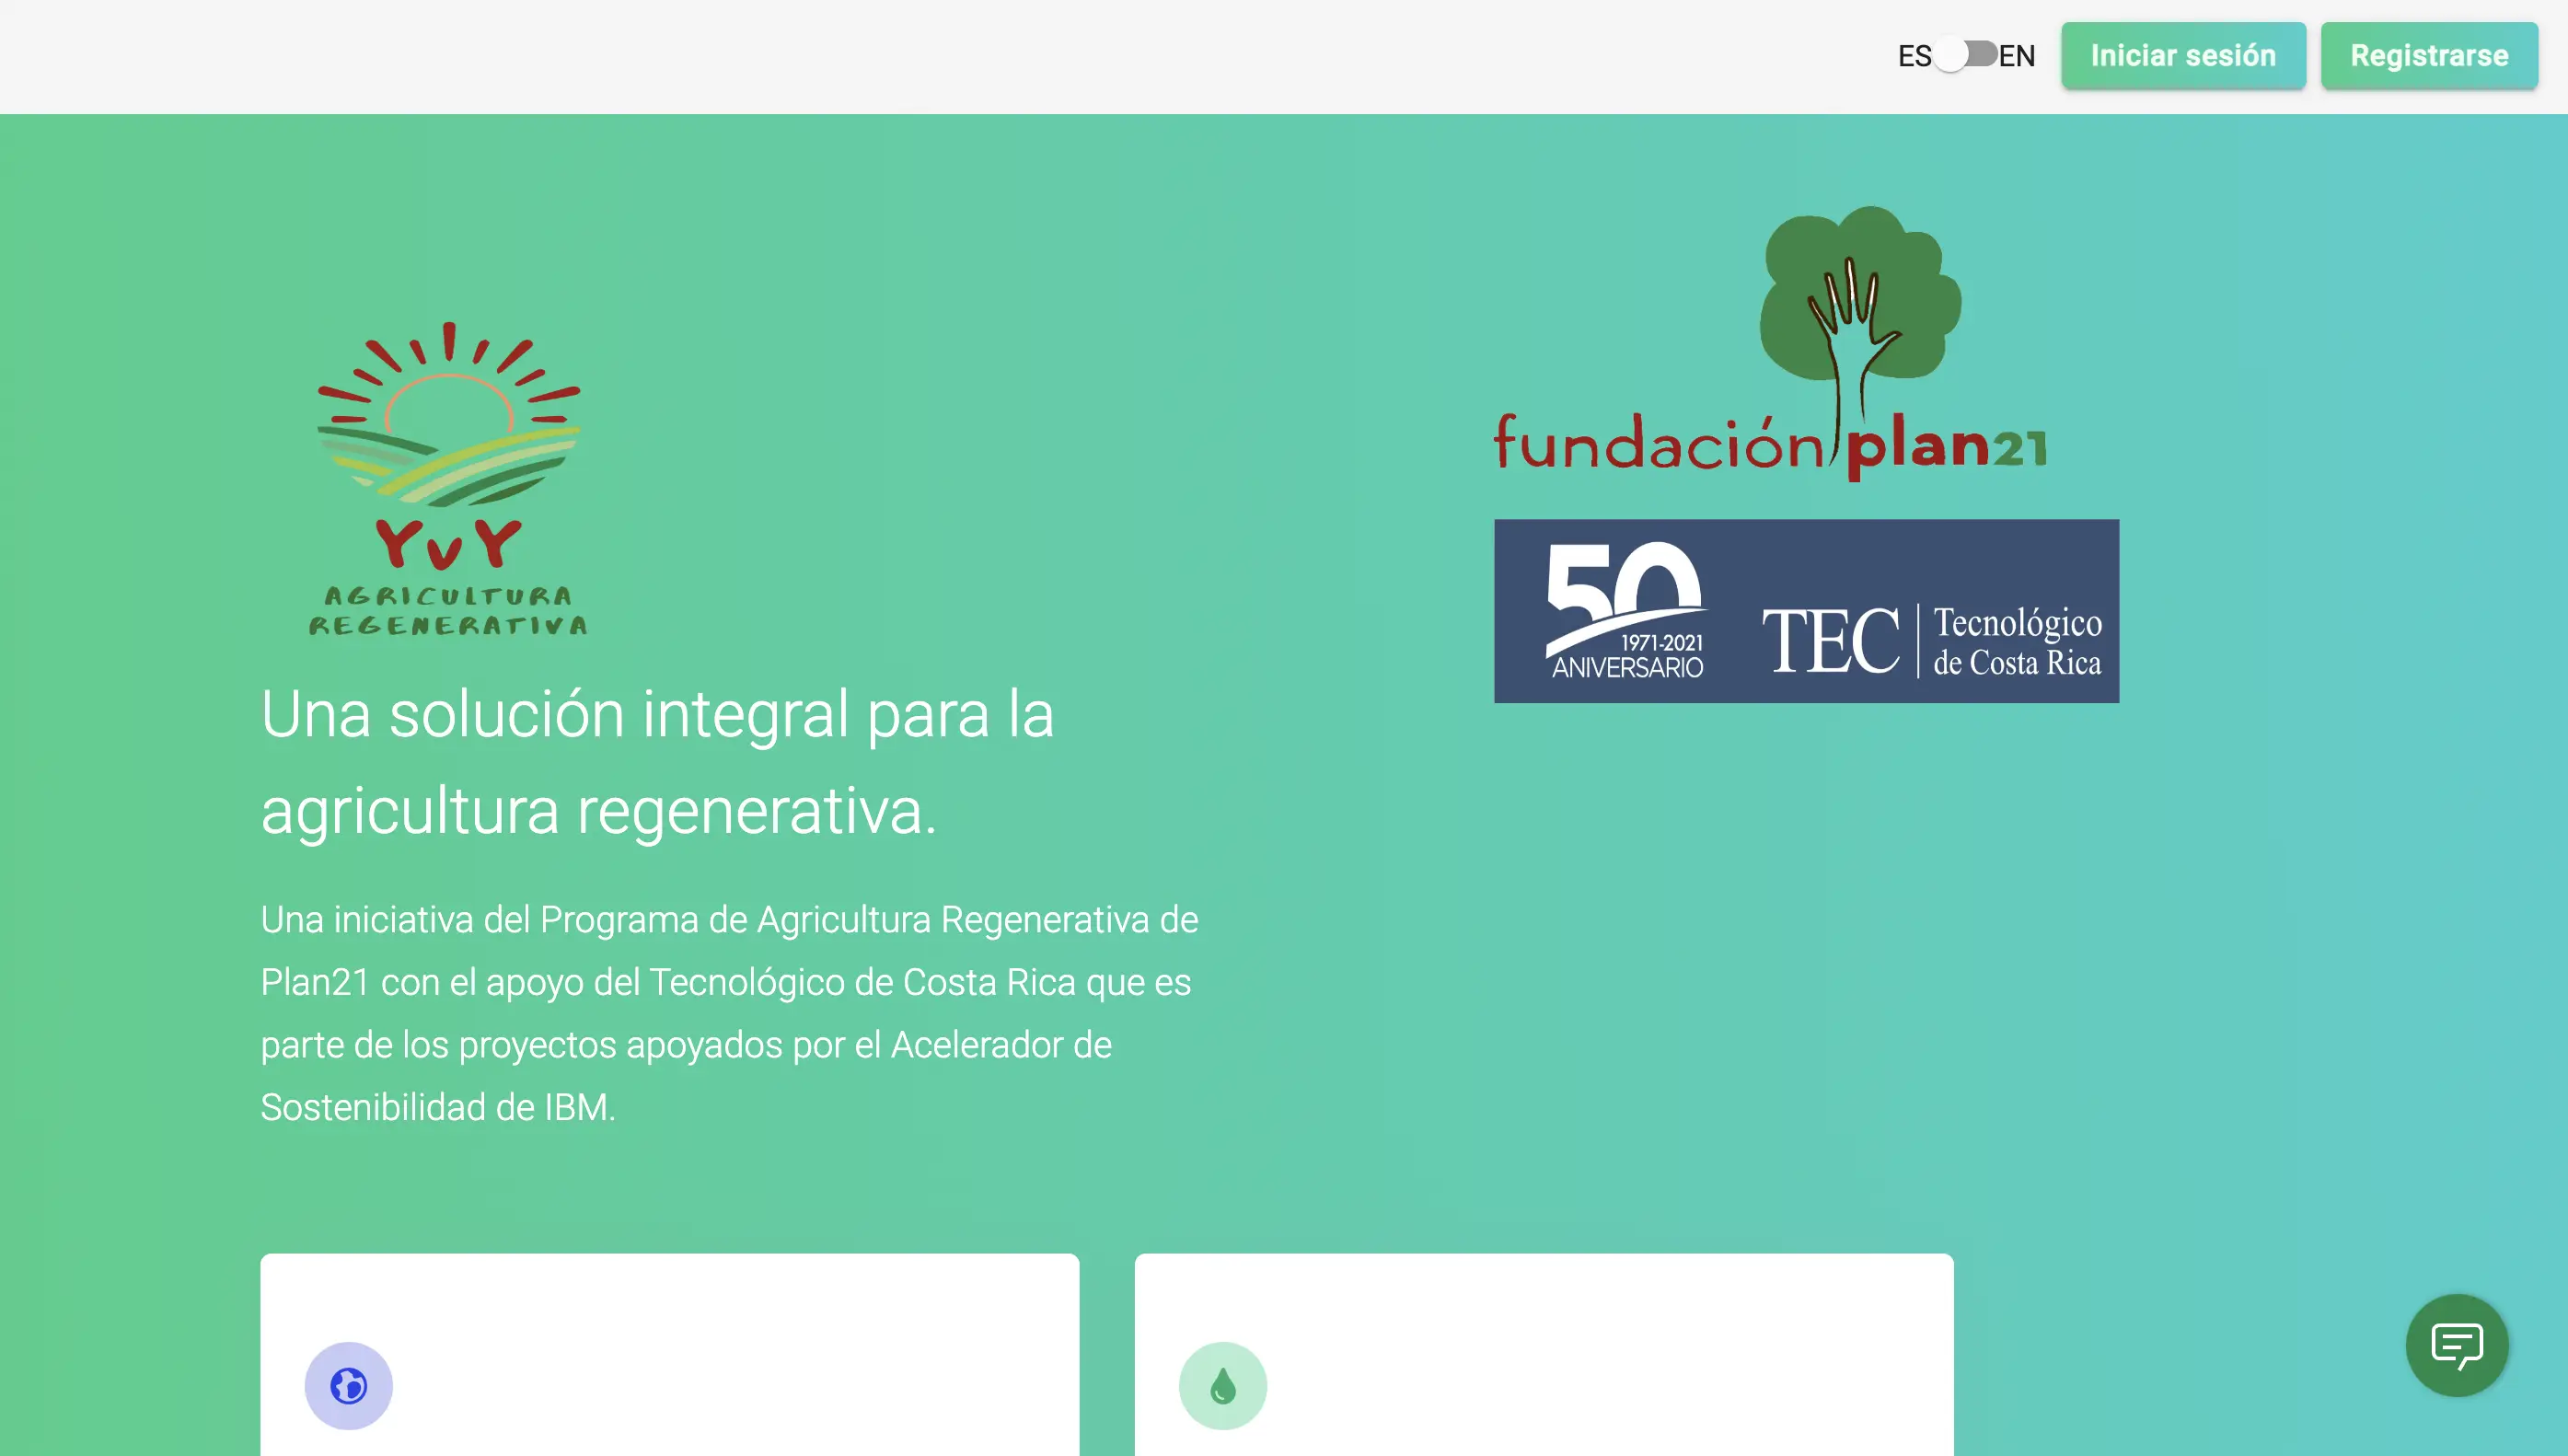 ES EN Iniciar sesión Registrarse
YvY
AGRICULTURA
REGENERATIVA
fundación plan21
50
1971-2021
ANIVERSARIO
TEC Tecnológico
de Costa Rica
Una solución integral para la
agricultura regenerativa.
Una iniciativa del Programa de Agricultura Regenerativa de
Plan21 con el apoyo del Tecnológico de Costa Rica que es
parte de los proyectos apoyados por el Acelerador de
Sostenibilidad de IBM.